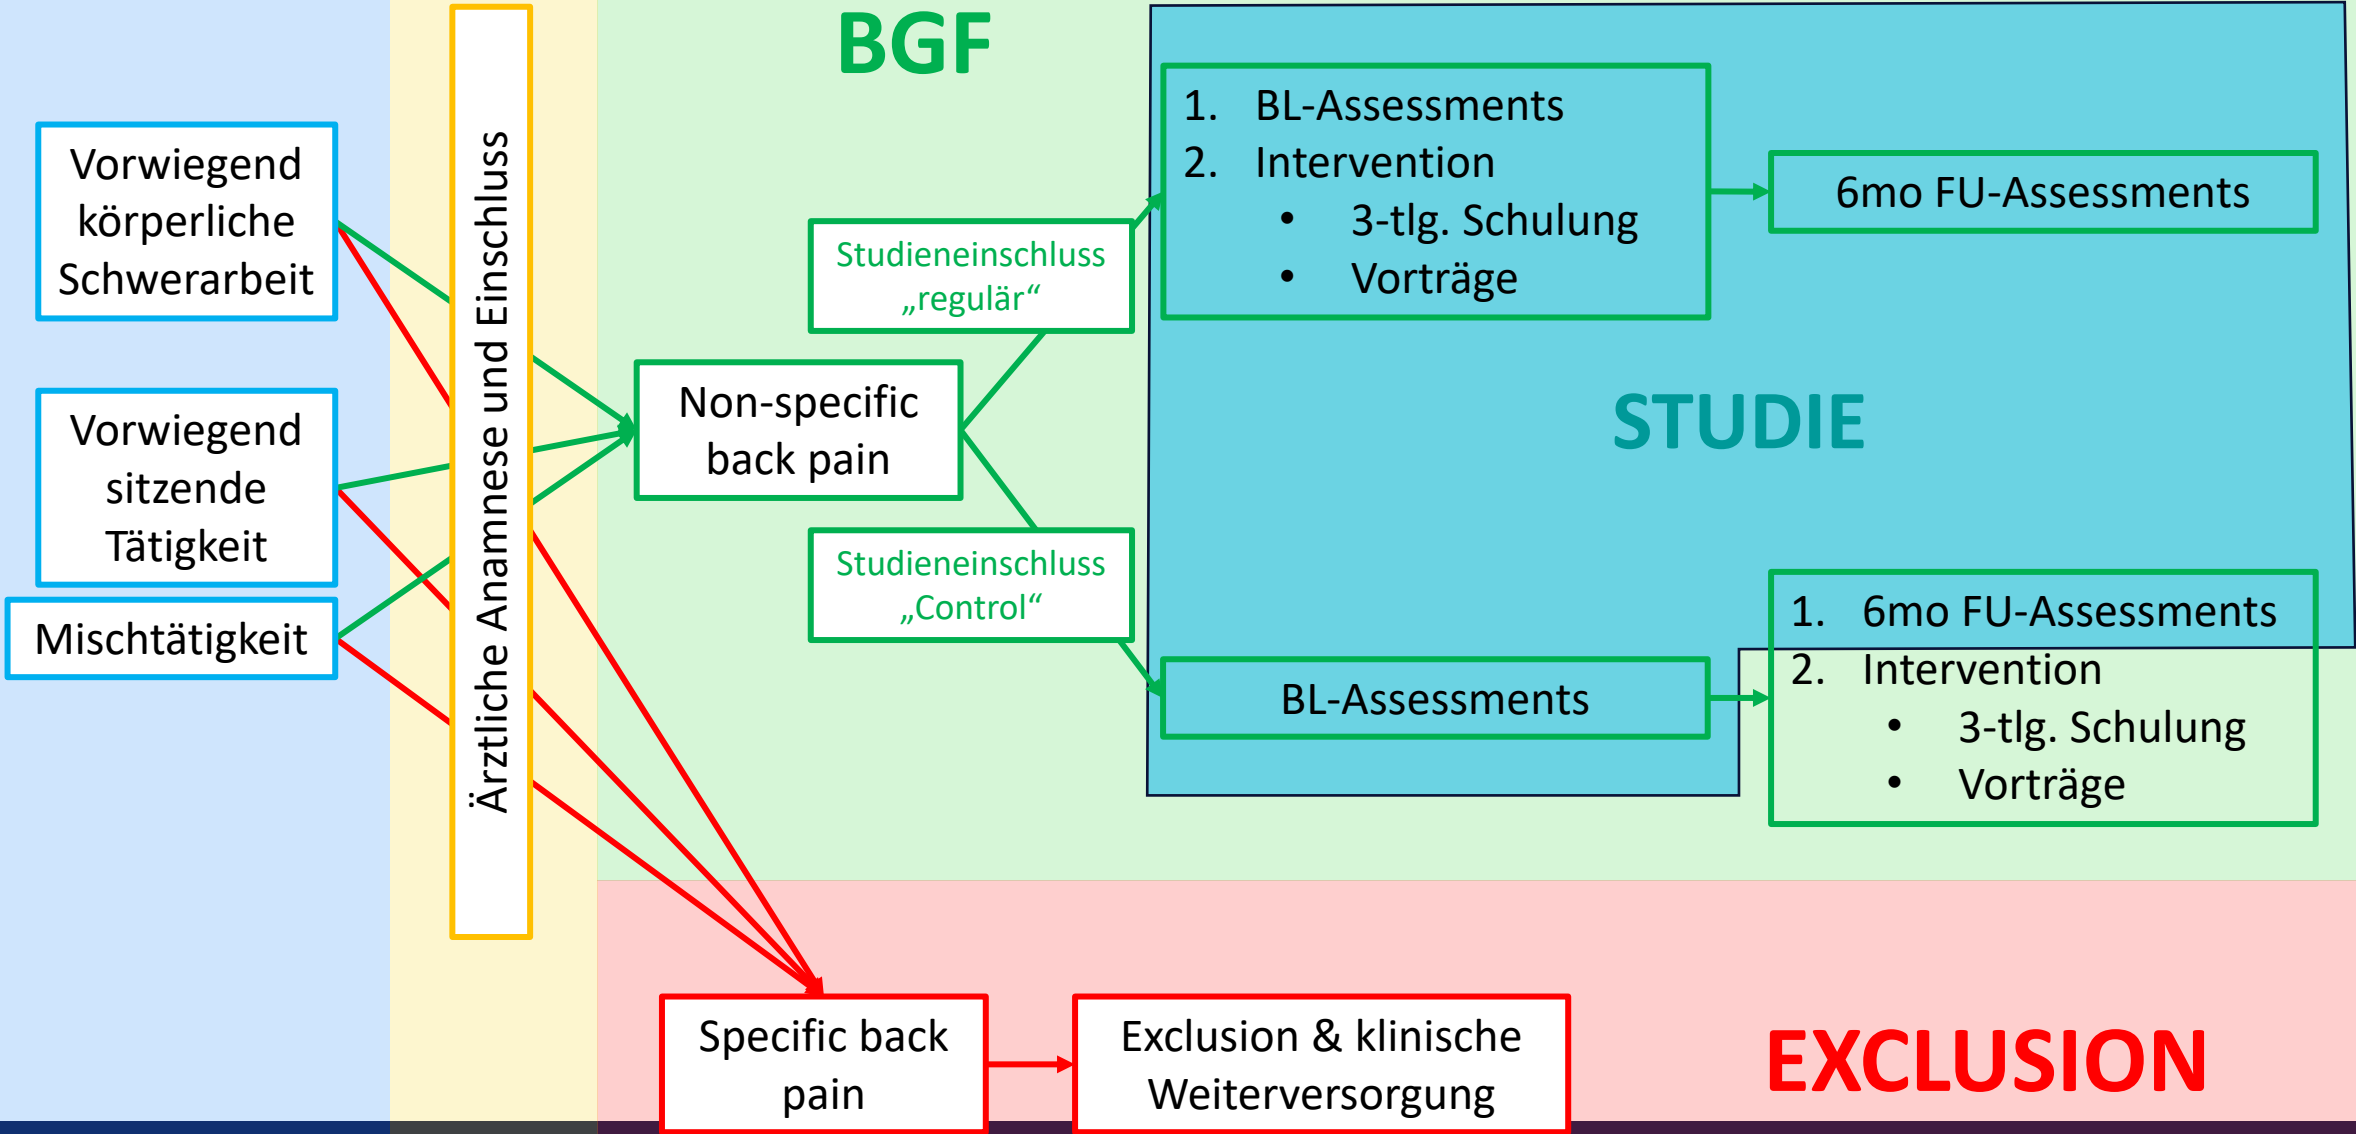 BGF
Vorwiegend
körperliche
Schwerarbeit
Vorwiegend
sitzende
Tätigkeit
Mischtätigkeit
Ärztliche Anamnese und Einschluss
Non-specific
back pain
Studieneinschluss
„regulär“
Studieneinschluss
„Control“
1. BL-Assessments
2. Intervention
• 3-tlg. Schulung
• Vorträge
6mo FU-Assessments
STUDIE
BL-Assessments
1. 6mo FU-Assessments
2. Intervention
• 3-tlg. Schulung
• Vorträge
Specific back
pain
Exclusion & klinische
Weiterversorgung
EXCLUSION